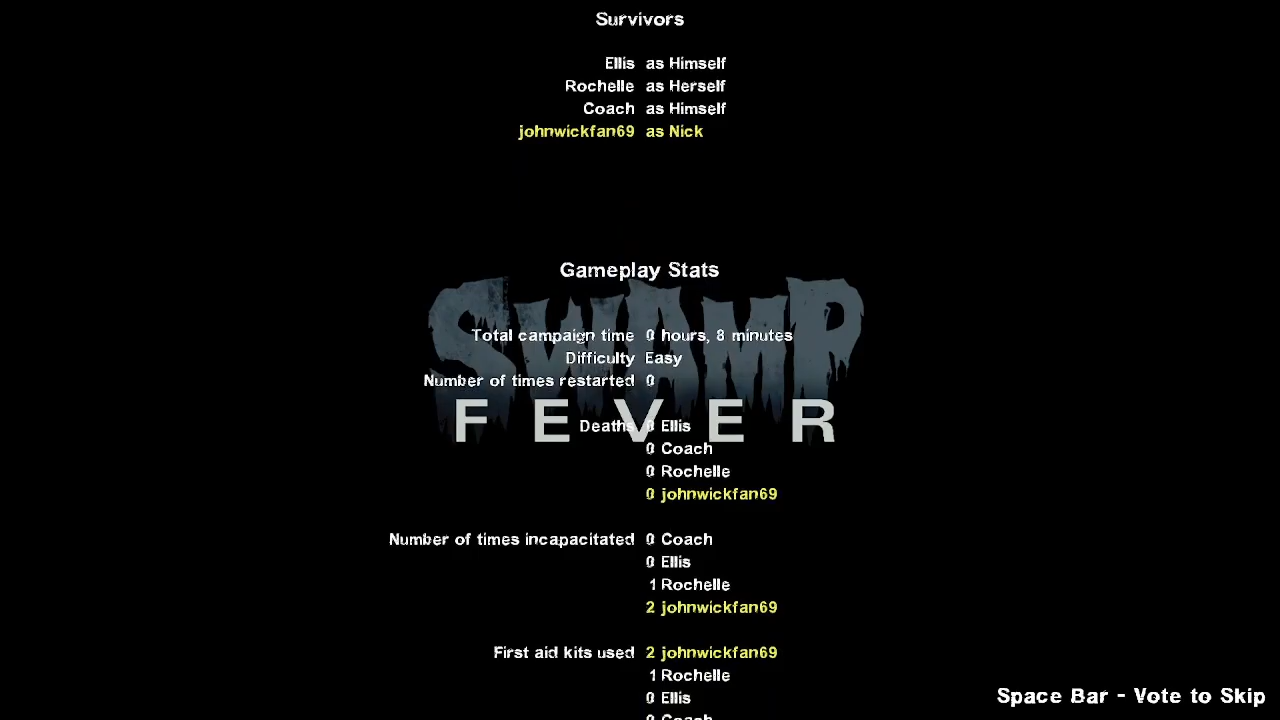 Survivors
Ellis as Himself
Rochelle as Herself
Coach as Himself
johnwickfan69 as Nick
Gameplay Stats
SWAMP
Total campaign time 0 hours, 8 minutes
Difficulty Easy
Number of times restarted 0
FEVER
Deaths 0 Ellis
0 Coach
0 Rochelle
0 johnwickfan69
Number of times incapacitated 0 Coach
0 Ellis
1 Rochelle
2 johnwickfan69
First aid kits used 2 johnwickfan69
1 Rochelle
0 Ellis
0 Coach
Space Bar - Vote to Skip